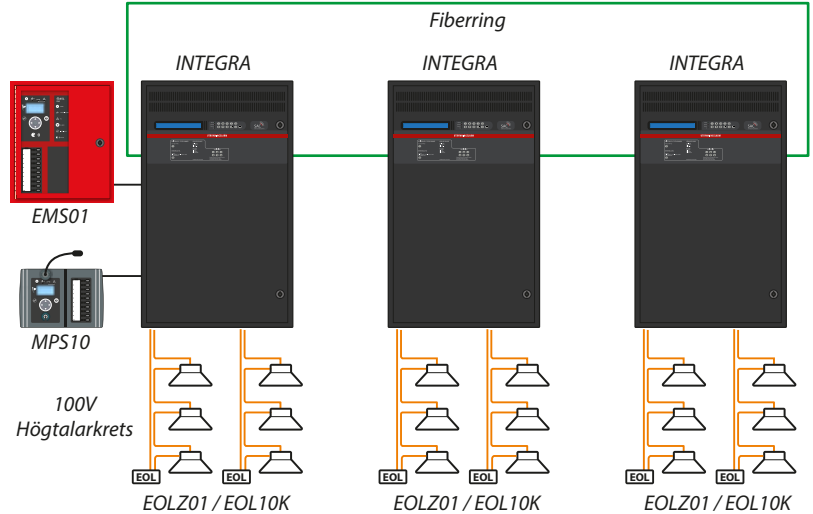 Fiberring
INTEGRA
INTEGRA
INTEGRA
EMS01
MPS10
100V
Högtalarkrets
EOL
EOL
EOL
EOL
EOL
EOL
EOLZ01 / EOL10K
EOLZ01 / EOL10K
EOLZ01 / EOL10K